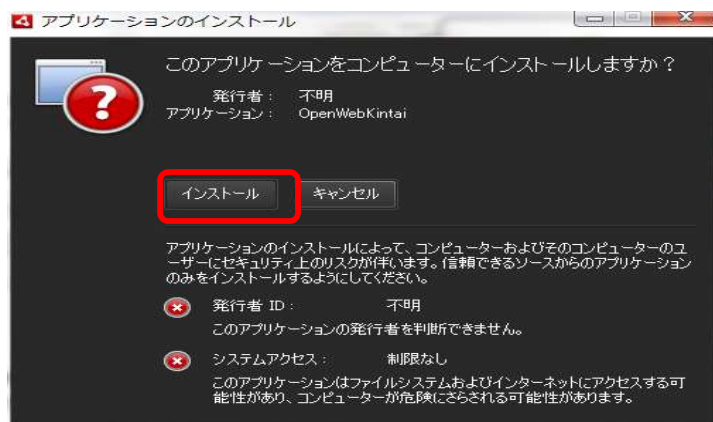 アプリケーションのインストール
このアプリケーションをコンピューターにインストールしますか?
発行者: 不明
アプリケーション: OpenWebKintai
インストール キャンセル
アプリケーションのインストールによって、コンピューターおよびそのコンピューターのユ
ーザーにセキュリティ上のリスクが伴います。信頼できるソースからのアプリケーション
のみをインストールするようにしてください。
発行者 ID: 不明
このアプリケーションの発行者を判断できません。
システムアクセス: 制限なし
このアプリケーションはファイルシステムおよびインターネットにアクセスする可
能性があり、コンピューターが危険にさらされる可能性があります。